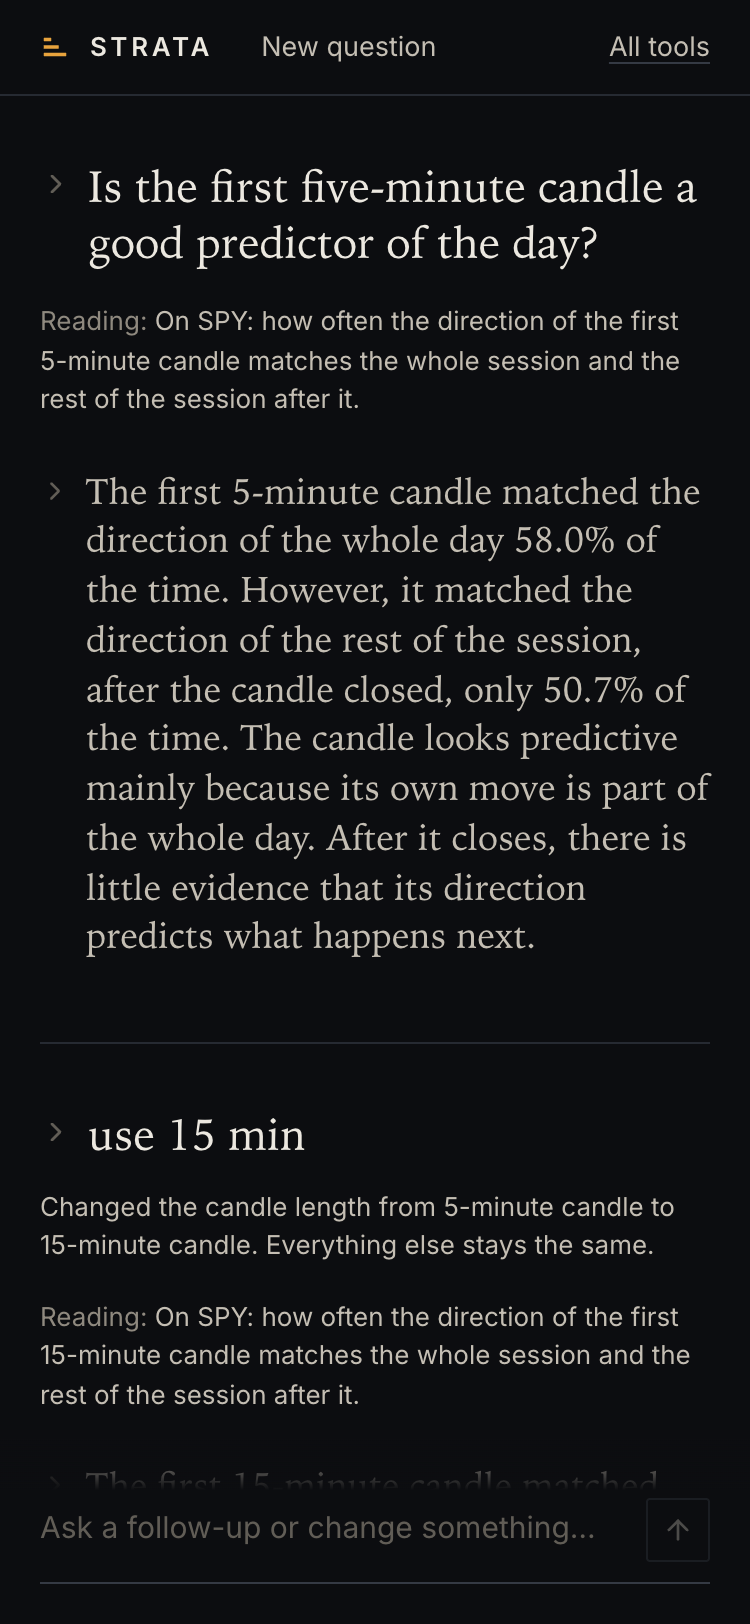 STRATA New question All tools
Is the first five-minute candle a
good predictor of the day?
Reading: On SPY: how often the direction of the first
5-minute candle matches the whole session and the
rest of the session after it.
The first 5-minute candle matched the
direction of the whole day 58.0% of
the time. However, it matched the
direction of the rest of the session,
after the candle closed, only 50.7% of
the time. The candle looks predictive
mainly because its own move is part of
the whole day. After it closes, there is
little evidence that its direction
predicts what happens next.
use 15 min
Changed the candle length from 5-minute candle to
15-minute candle. Everything else stays the same.
Reading: On SPY: how often the direction of the first
15-minute candle matches the whole session and the
rest of the session after it.
The first 15-minute candle matched
Ask a follow-up or change something...